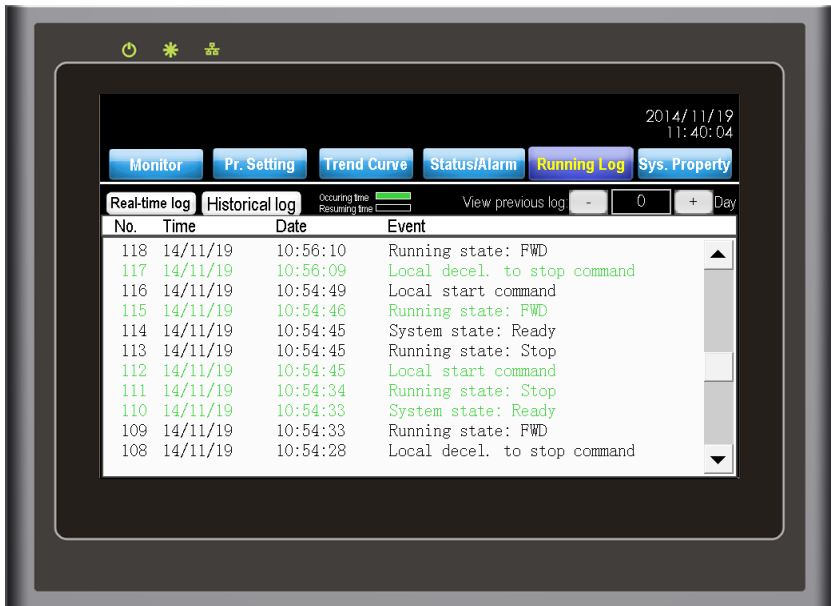 2014/11/19
11:40:04
Monitor Pr. Setting Trend Curve Status/Alarm Running Log Sys. Property
Real-time log Historical log Occuring time View previous log: - 0 + Day
Resuming time
No. Time Date Event
118 14/11/19 10:56:10 Running state: FWD
117 14/11/19 10:56:09 Local decel. to stop command
116 14/11/19 10:54:49 Local start command
115 14/11/19 10:54:46 Running state: FWD
114 14/11/19 10:54:45 System state: Ready
113 14/11/19 10:54:45 Running state: Stop
112 14/11/19 10:54:45 Local start command
111 14/11/19 10:54:34 Running state: Stop
110 14/11/19 10:54:33 System state: Ready
109 14/11/19 10:54:33 Running state: FWD
108 14/11/19 10:54:28 Local decel. to stop command